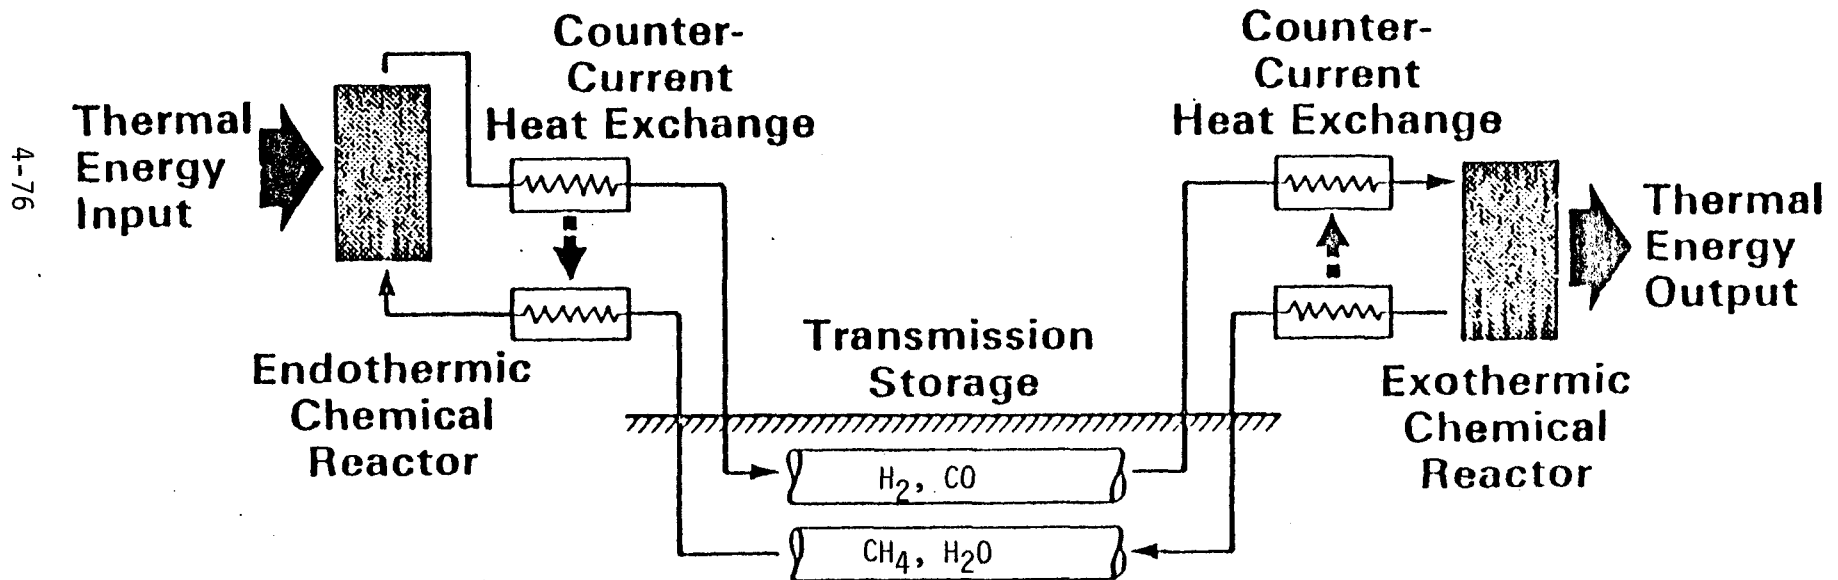 4-76
Thermal
Energy
Input
Counter-
Current
Heat Exchange
Endothermic
Chemical
Reactor
Transmission
Storage
H₂, CO
CH₄, H₂O
Counter-
Current
Heat Exchange
Thermal
Energy
Output
Exothermic
Chemical
Reactor